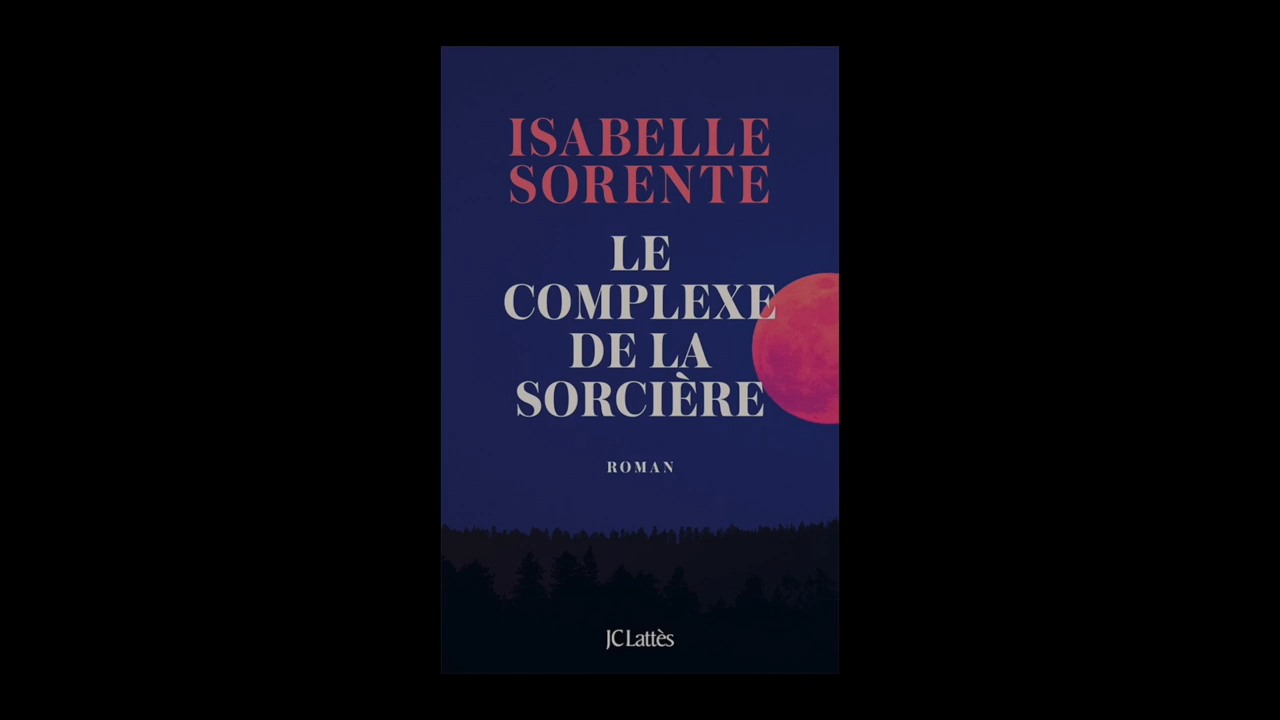 ISABELLE
SORENTE
LE
COMPLEXE
DE LA
SORCIÈRE
ROMAN
JC Lattès